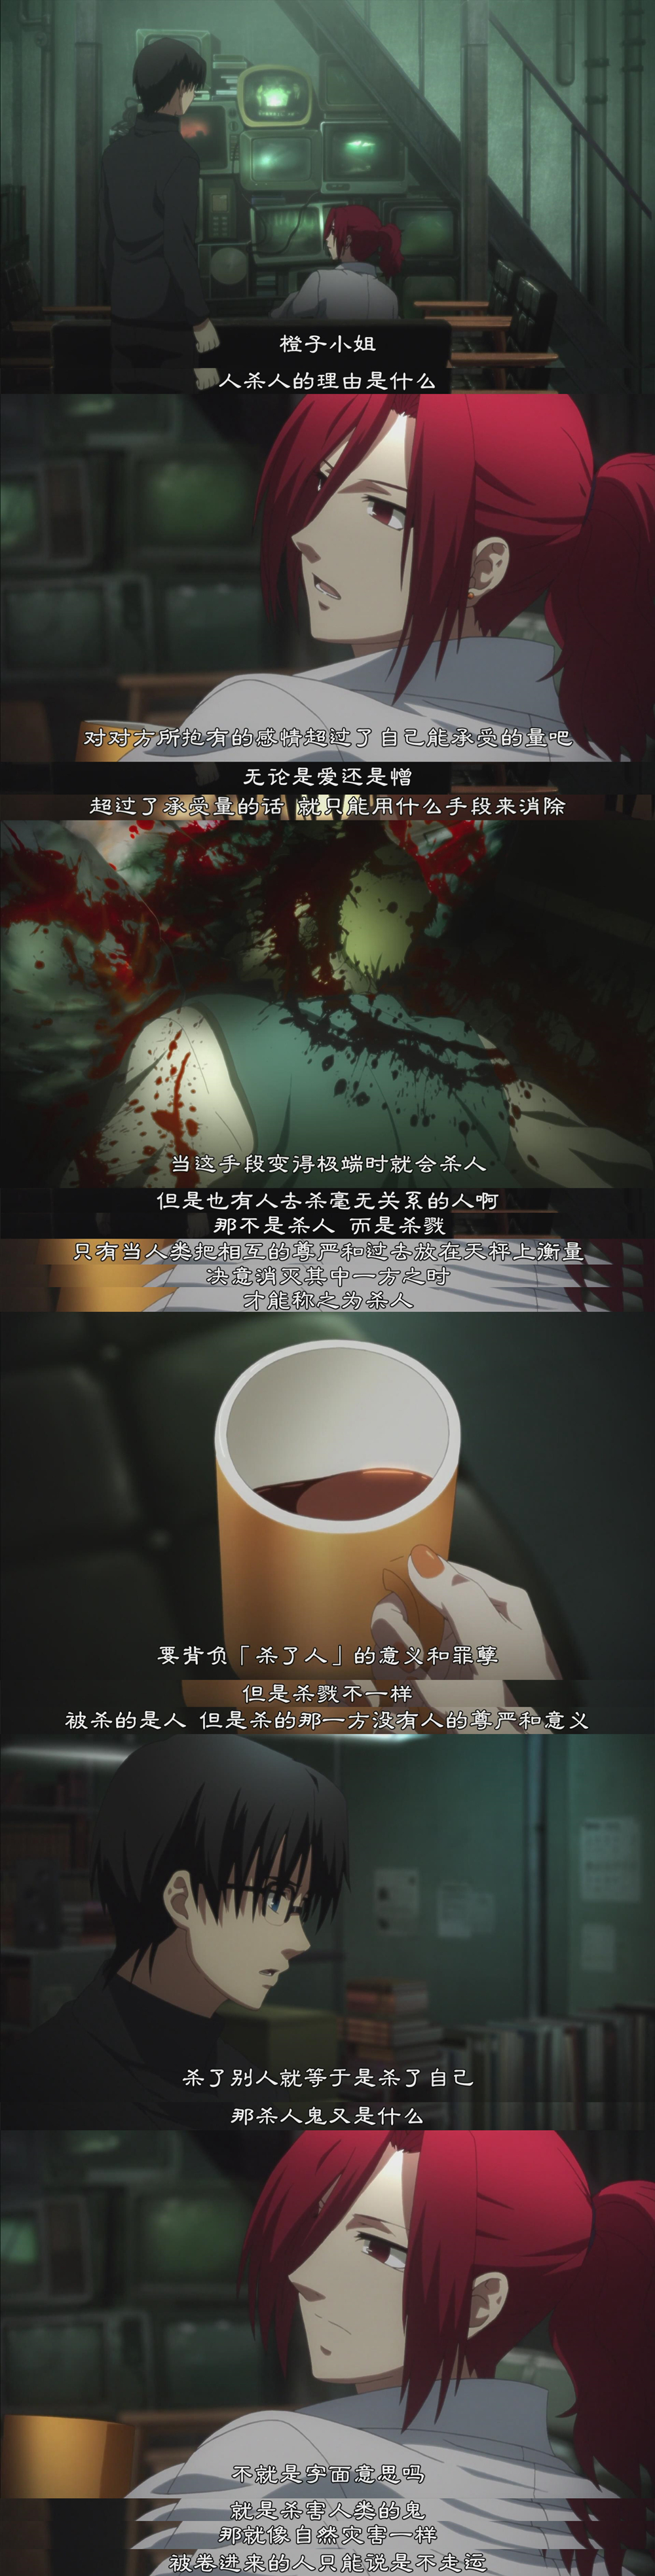 橙子小姐
人杀人的理由是什么
对对方所抱有的感情超过了自己能承受的量吧
无论是爱还是憎
超过了承受量的话 就只能用什么手段来消除
当这手段变得极端时就会杀人
但是也有人去杀毫无关系的人啊
那不是杀人 而是杀戮
只有当人类把相互的尊严和过去放在天枰上衡量
决意消灭其中一方之时
才能称之为杀人
要背负「杀了人」的意义和罪孽
但是杀戮不一样
被杀的是人 但是杀的那一方没有人的尊严和意义
杀了别人就等于是杀了自己
那杀人鬼又是什么
不就是字面意思吗
就是杀害人类的鬼
那就像自然灾害一样
被卷进来的人只能说是不走运